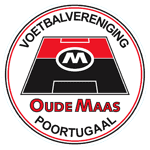 VOETBALVERENIGING
M
OUDE MAAS
POORTUGAAL